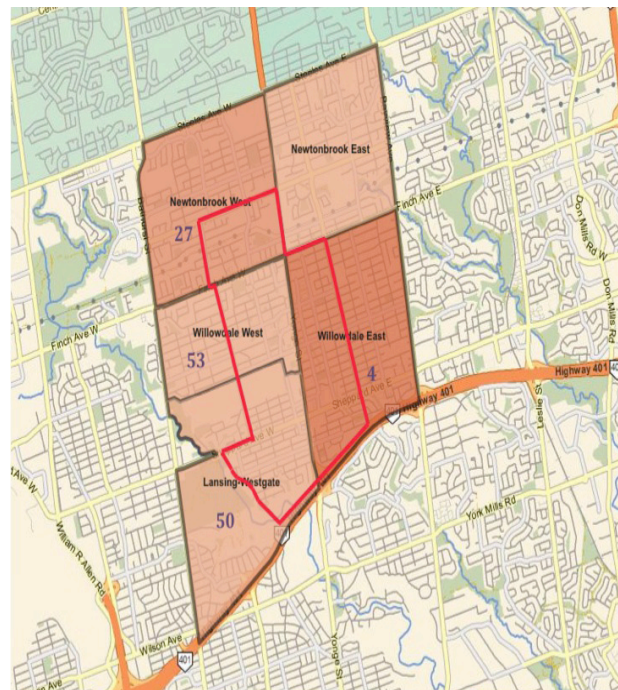 Steeles Ave E
Steeles Ave W
Newtonbrook East
Newtonbrook West
Bathurst St
27
Finch Ave E
Don Mills Rd W
Don Mills Rd
Willowdale West
Willowdale East
Finch Ave W
53
4
Highway 401
Highway 401
Sheppard Ave E
Leslie St
Lansing-Westgate
50
York Mills Rd
William R Allen Rd
Wilson Ave
401
Yonge St